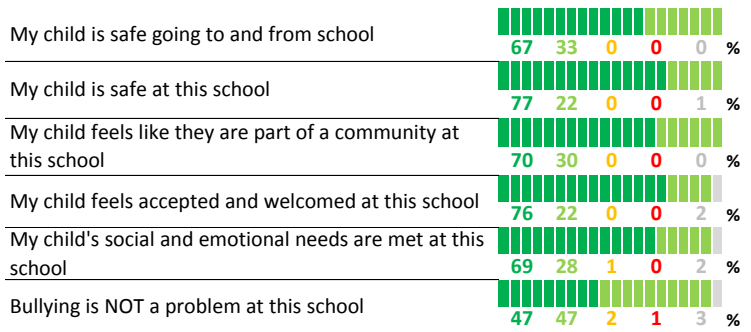 My child is safe going to and from school
67 33 0 0 0 %
My child is safe at this school
77 22 0 0 1 %
My child feels like they are part of a community at
this school
70 30 0 0 0 %
My child feels accepted and welcomed at this school
76 22 0 0 2 %
My child's social and emotional needs are met at this
school
69 28 1 0 2 %
Bullying is NOT a problem at this school
47 47 2 1 3 %